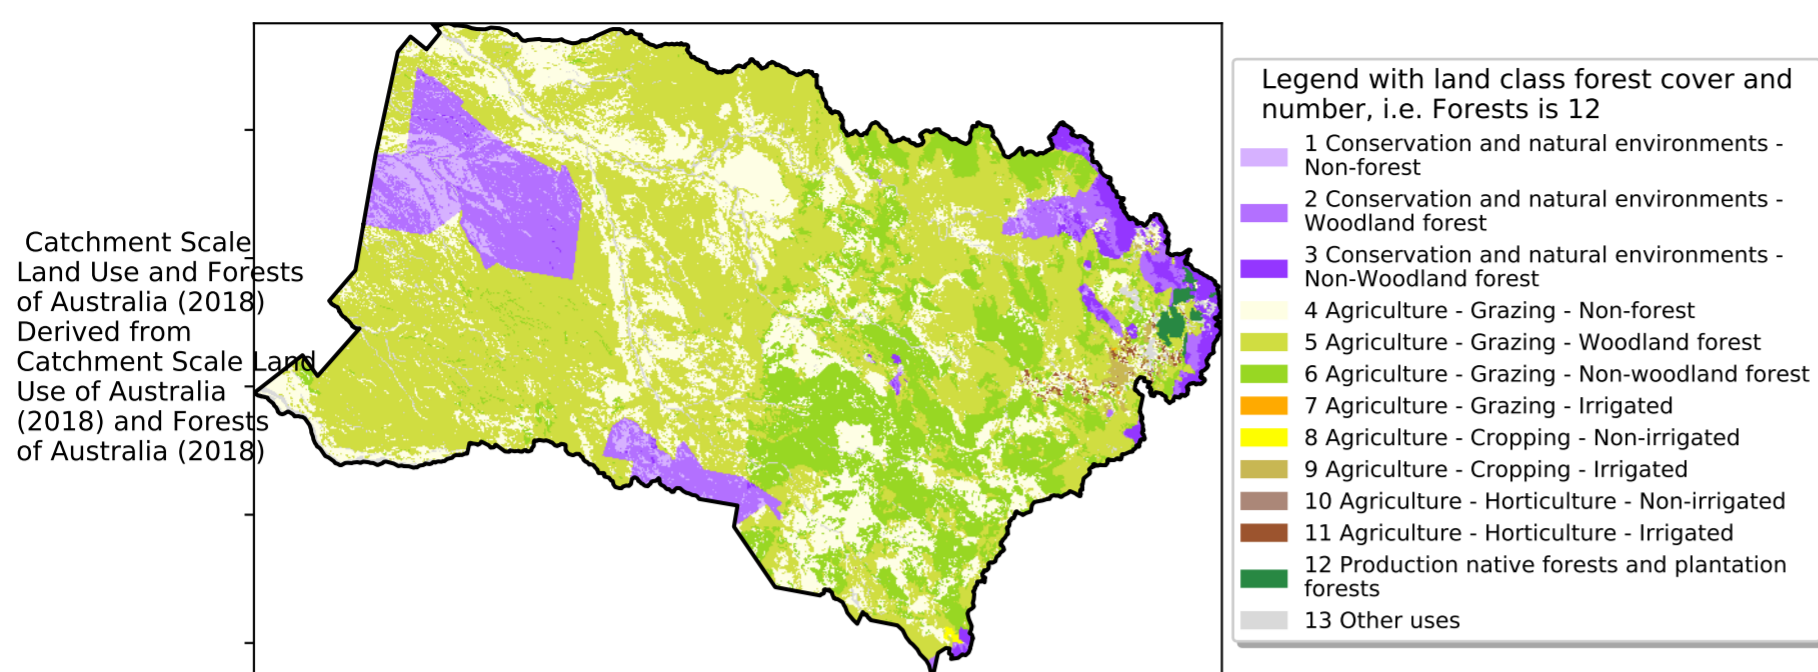 Catchment Scale
Land Use and Forests
of Australia (2018)
Derived from
Catchment Scale Land
Use of Australia
(2018) and Forests
of Australia (2018)
Legend with land class forest cover and
number, i.e. Forests is 12
1 Conservation and natural environments -
Non-forest
2 Conservation and natural environments -
Woodland forest
3 Conservation and natural environments -
Non-Woodland forest
4 Agriculture - Grazing - Non-forest
5 Agriculture - Grazing - Woodland forest
6 Agriculture - Grazing - Non-woodland forest
7 Agriculture - Grazing - Irrigated
8 Agriculture - Cropping - Non-irrigated
9 Agriculture - Cropping - Irrigated
10 Agriculture - Horticulture - Non-irrigated
11 Agriculture - Horticulture - Irrigated
12 Production native forests and plantation
forests
13 Other uses